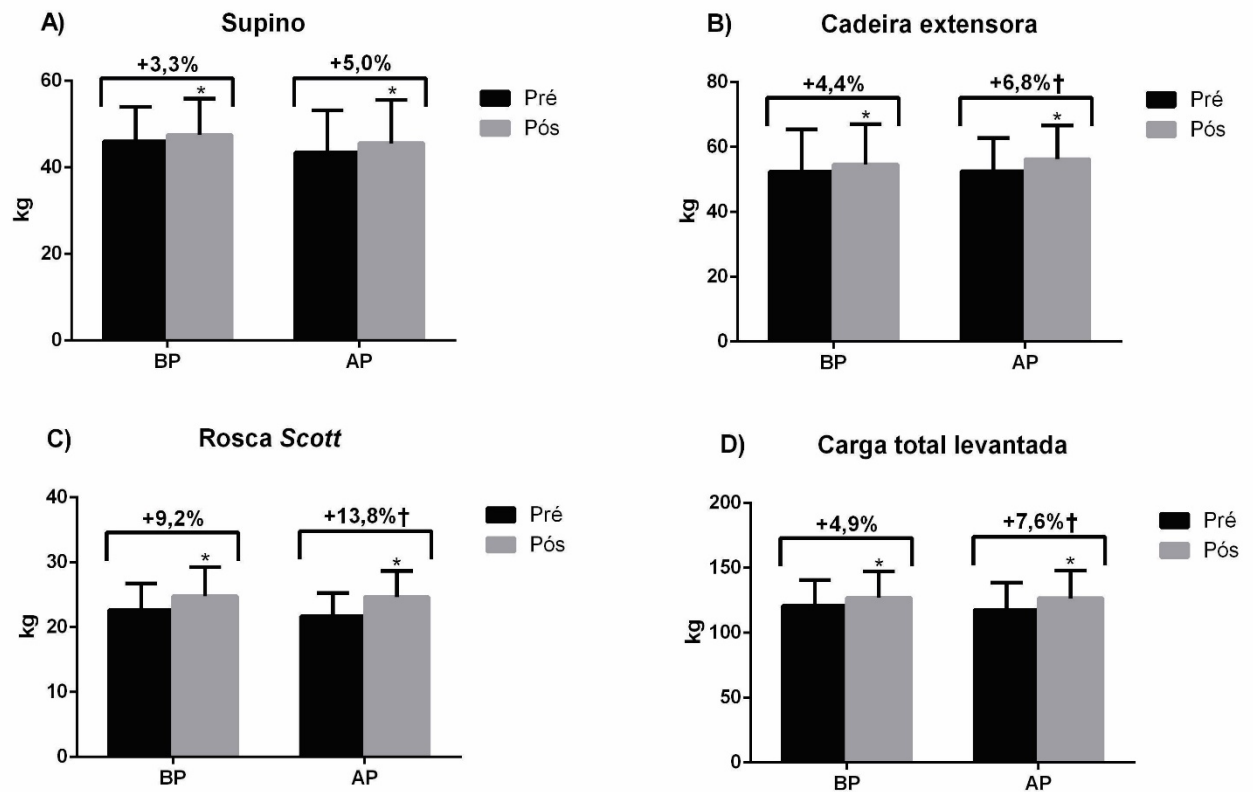 A) Supino
+3,3% +5,0%
* *
Pré
Pós
60
40
20
0
kg
BP AP
B) Cadeira extensora
+4,4% +6,8%†
* *
Pré
Pós
80
60
40
20
0
kg
BP AP
C) Rosca Scott
+9,2% +13,8%†
* *
Pré
Pós
40
30
20
10
0
kg
BP AP
D) Carga total levantada
+4,9% +7,6%†
* *
Pré
Pós
200
150
100
50
0
kg
BP AP